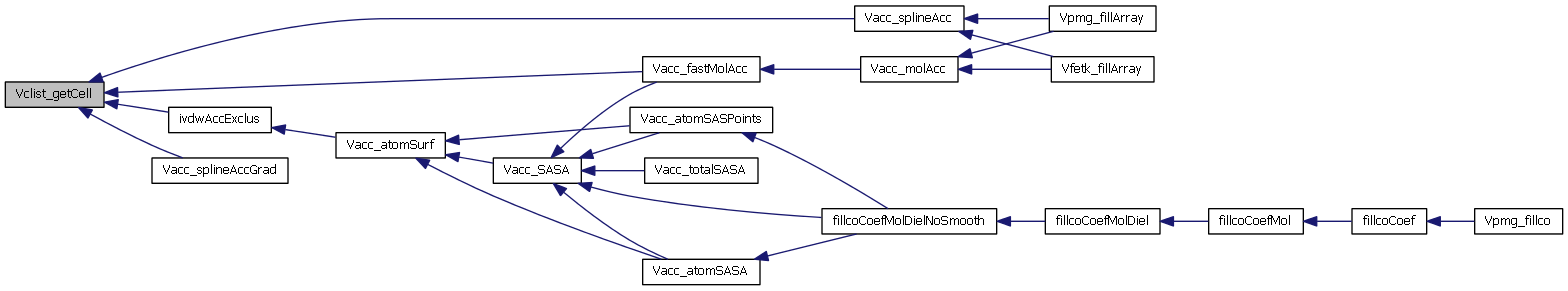 Vclist_getCell
Vacc_splineAcc
Vpmg_fillArray
Vacc_fastMolAcc
Vacc_molAcc
Vfetk_fillArray
ivdwAccExclus
Vacc_atomSurf
Vacc_atomSASPoints
Vacc_splineAccGrad
Vacc_SASA
Vacc_totalSASA
fillcoCoefMolDielNoSmooth
fillcoCoefMolDiel
fillcoCoefMol
fillcoCoef
Vpmg_fillco
Vacc_atomSASA